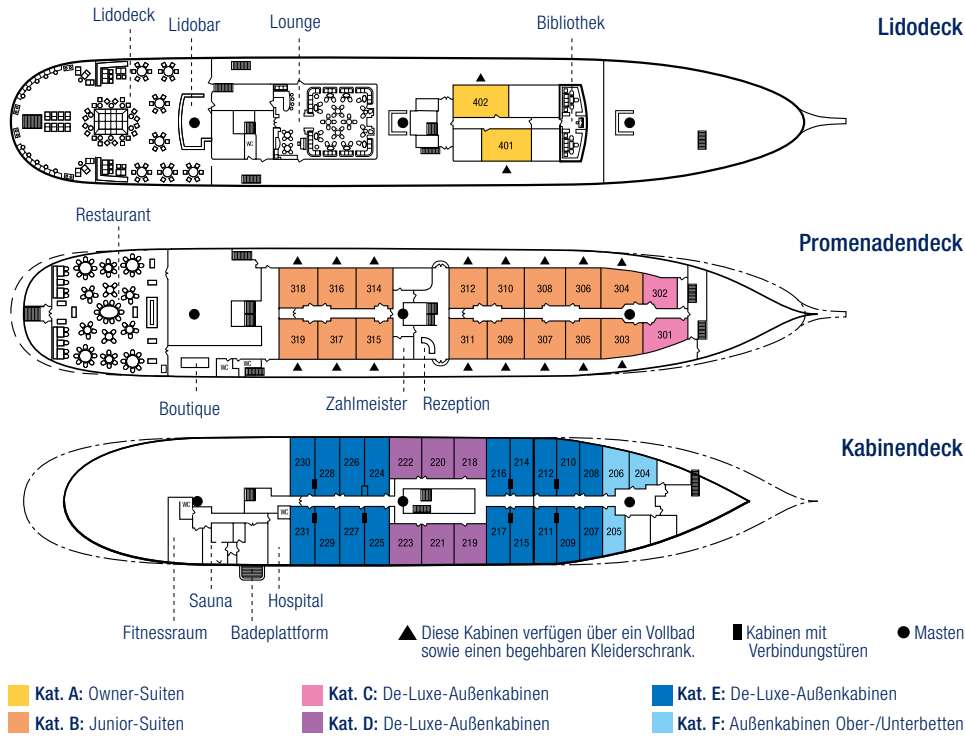 Lidodeck
Lidobar
Lounge
Bibliothek
Lidodeck
402
401
WC
Restaurant
Promenadendeck
318 316 314 312 310 308 306 304 302
319 317 315 311 309 307 305 303 301
WC
WC
Boutique
Zahlmeister
Rezeption
Kabinendeck
230 228 226 224 222 220 218 216 214 212 210 208 206 204
WC
WC
231 229 227 225 223 221 219 217 215 211 209 207 205
Sauna
Hospital
Fitnessraum
Badeplattform
Diese Kabinen verfügen über ein Vollbad
sowie einen begehbaren Kleiderschrank.
Kabinen mit
Verbindungstüren
Masten
Kat. A: Owner-Suiten
Kat. C: De-Luxe-Außenkabinen
Kat. E: De-Luxe-Außenkabinen
Kat. B: Junior-Suiten
Kat. D: De-Luxe-Außenkabinen
Kat. F: Außenkabinen Ober-/Unterbetten